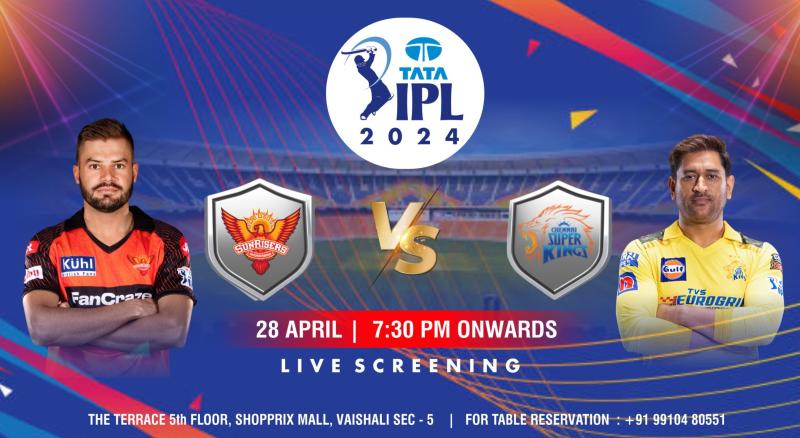 TATA
IPL
2024
SUNRISERS
VS
CHENNAI
SUPER
KINGS
Kühl
FanCraze
Gulf
TVS
EUROGRIP
28 APRIL | 7:30 PM ONWARDS
LIVE SCREENING
THE TERRACE 5th FLOOR, SHOPPRIX MALL, VAISHALI SEC - 5 | FOR TABLE RESERVATION : +91 99104 80551